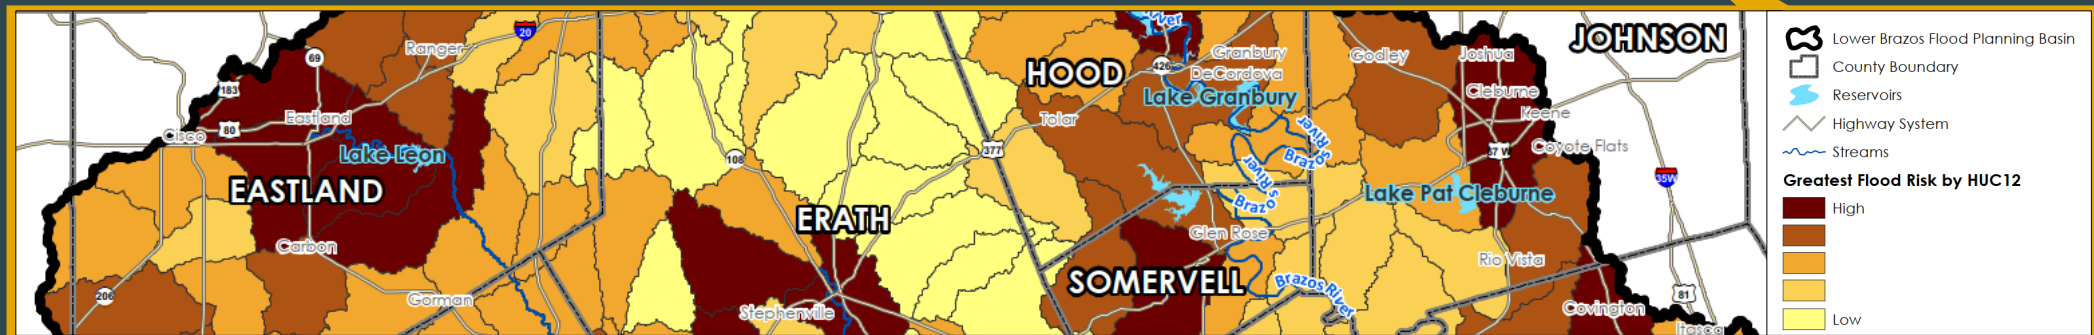 River
JOHNSON
20
Ranger
Granbury
Godley
Joshua
69
426
HOOD
DeCordova
183
Lake Granbury
Cleburne
Eastland
Tolar
Keene
80
Cisco
Brazos River
Lake Leon
108
377
67 W
Coyote Flats
Brazos River
35W
EASTLAND
Lake Pat Cleburne
ERATH
Glen Rose
Carbon
Rio Vista
SOMERVELL
206
Gorman
Brazos River
81
Stephenville
Covington
Itasca
Lower Brazos Flood Planning Basin
County Boundary
Reservoirs
Highway System
Streams
Greatest Flood Risk by HUC12
High
Low